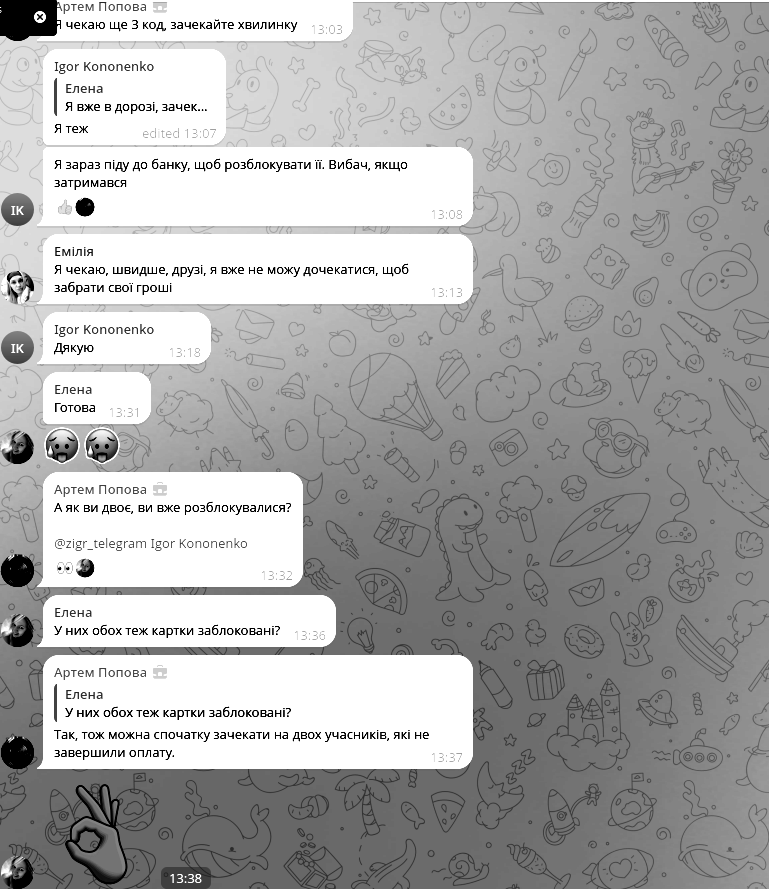 Артем Попова
Я чекаю ще 3 код, зачекайте хвилинку
13:03
Igor Kononenko
Елена
Я вже в дорозі, зачек...
Я теж
edited 13:07
Я зараз піду до банку, щоб розблокувати її. Вибач, якщо
затримався
IK
13:08
Емілія
Я чекаю, швидше, друзі, я вже не можу дочекатися, щоб
забрати свої гроші
13:13
Igor Kononenko
Дякую
IK
13:18
Елена
Готова
13:31
Артем Попова
А як ви двоє, ви вже розблокувалися?
@zigr_telegram Igor Kononenko
13:32
Елена
У них обох теж картки заблоковані?
13:36
Артем Попова
Елена
У них обох теж картки заблоковані?
Так, тож можна спочатку зачекати на двох учасників, які не
завершили оплату.
13:37
13:38